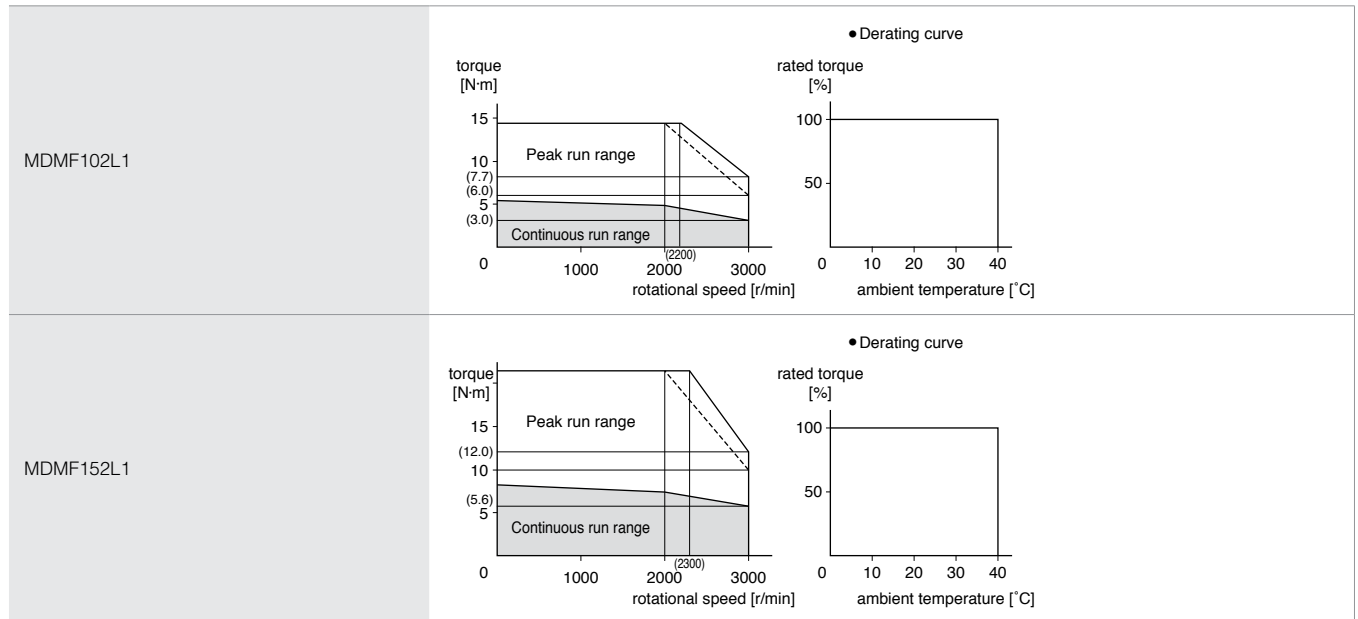 MDMF102L1
torque
[N·m]
15
10
(7.7)
(6.0)
5
(3.0)
0
Peak run range
Continuous run range
(2200)
1000 2000 3000
rotational speed [r/min]
● Derating curve
rated torque
[%]
100
50
0 10 20 30 40
ambient temperature [˚C]
MDMF152L1
torque
[N·m]
15
(12.0)
10
(5.6)
5
0
Peak run range
Continuous run range
(2300)
1000 2000 3000
rotational speed [r/min]
● Derating curve
rated torque
[%]
100
50
0 10 20 30 40
ambient temperature [˚C]